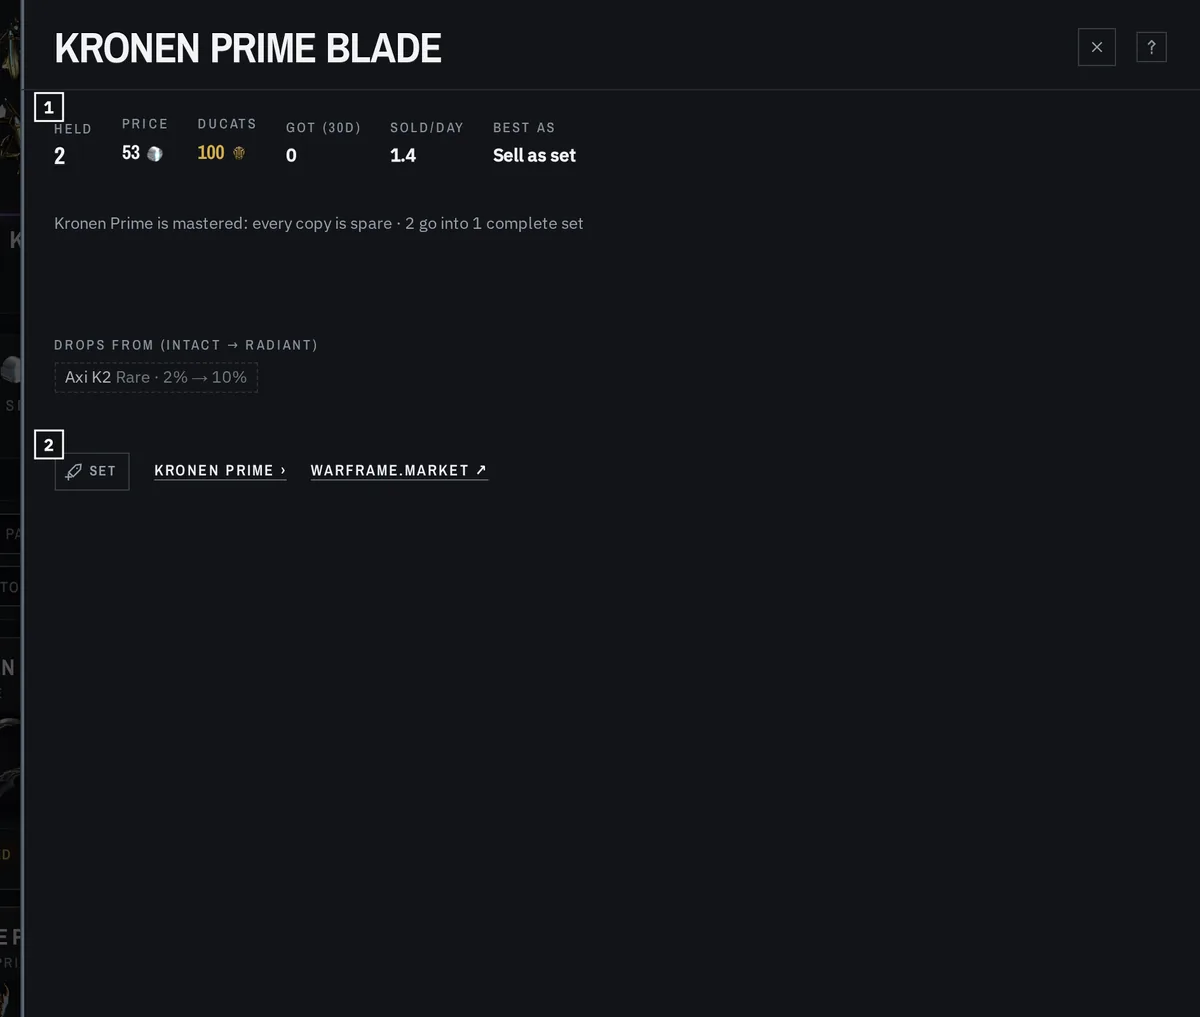 KRONEN PRIME BLADE
?
1
HELD PRICE DUCATS GOT (30D) SOLD/DAY BEST AS
2 53 100 0 1.4 Sell as set
Kronen Prime is mastered: every copy is spare · 2 go into 1 complete set
DROPS FROM (INTACT → RADIANT)
Axi K2 Rare · 2% → 10%
2
SET KRONEN PRIME › WARFRAME.MARKET ↗